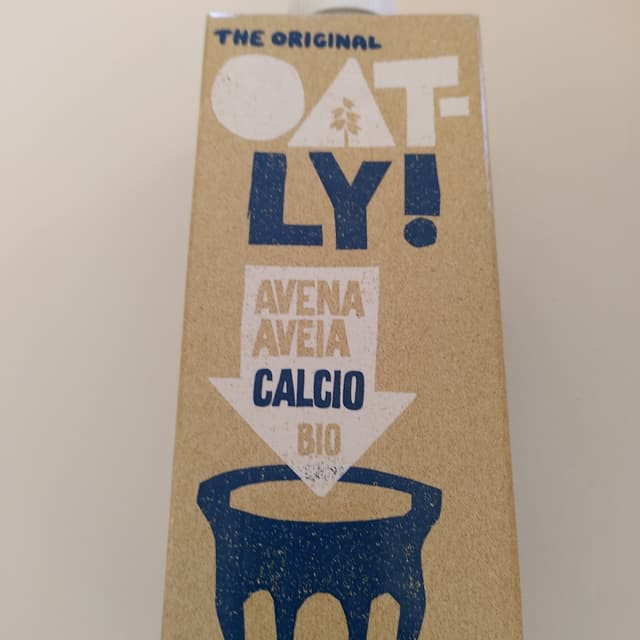 THE ORIGINAL
OAT-
LY!
AVENA
AVEIA
CALCIO
BIO